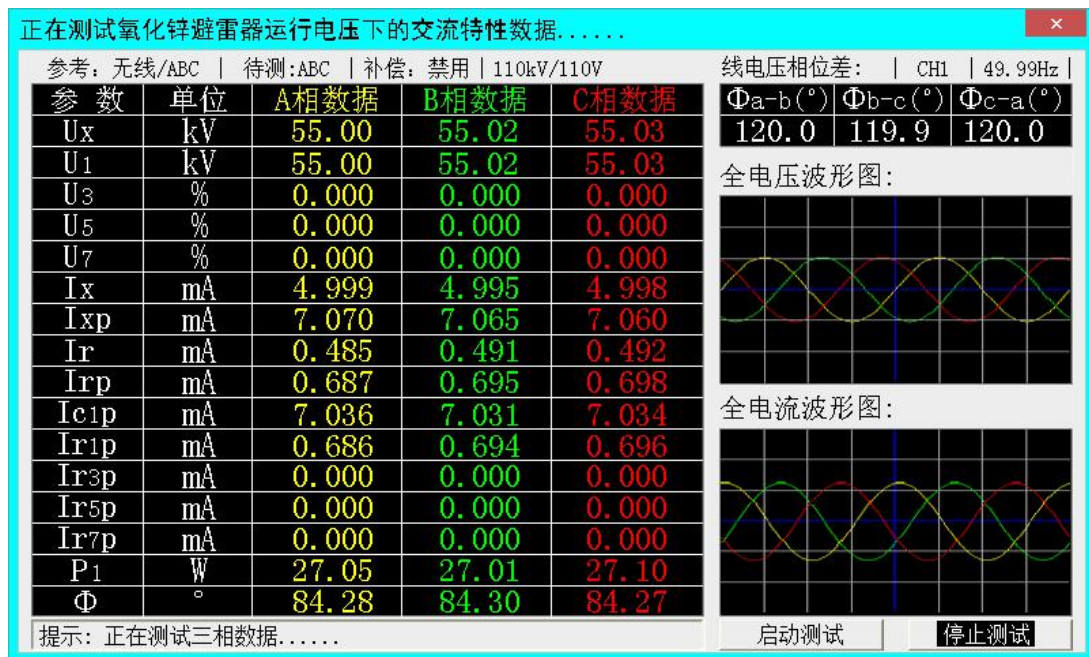 正在测试氧化锌避雷器运行电压下的交流特性数据......
×
参考: 无线/ABC | 待测:ABC | 补偿: 禁用 | 110kV/110V
线电压相位差: | CH1 | 49.99Hz |
参 数 单位 A相数据 B相数据 C相数据
Ux kV 55.00 55.02 55.03
U1 kV 55.00 55.02 55.03
U3 % 0.000 0.000 0.000
U5 % 0.000 0.000 0.000
U7 % 0.000 0.000 0.000
Ix mA 4.999 4.995 4.998
Ixp mA 7.070 7.065 7.060
Ir mA 0.485 0.491 0.492
Irp mA 0.687 0.695 0.698
Ic1p mA 7.036 7.031 7.034
Ir1p mA 0.686 0.694 0.696
Ir3p mA 0.000 0.000 0.000
Ir5p mA 0.000 0.000 0.000
Ir7p mA 0.000 0.000 0.000
P1 W 27.05 27.01 27.10
Φ ° 84.28 84.30 84.27
Φa-b(°) Φb-c(°) Φc-a(°)
120.0 119.9 120.0
全电压波形图:
全电流波形图:
提示: 正在测试三相数据......
启动测试 停止测试